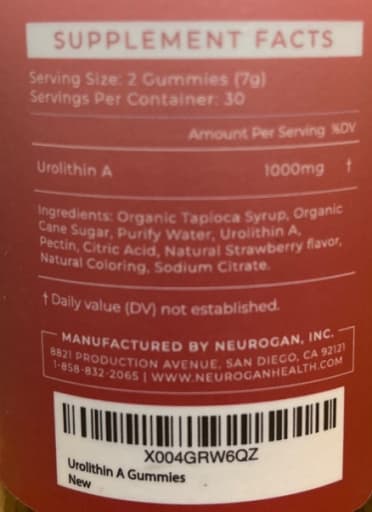 SUPPLEMENT FACTS
Serving Size: 2 Gummies (7g)
Servings Per Container: 30
Amount Per Serving %DV
Urolithin A 1000mg †
Ingredients: Organic Tapioca Syrup, Organic
Cane Sugar, Purify Water, Urolithin A,
Pectin, Citric Acid, Natural Strawberry flavor,
Natural Coloring, Sodium Citrate.
† Daily value (DV) not established.
MANUFACTURED BY NEUROGAN, INC.
8821 PRODUCTION AVENUE, SAN DIEGO, CA 92121
1-858-832-2065 | WWW.NEUROGANHEALTH.COM
X004GRW6QZ
Urolithin A Gummies
New